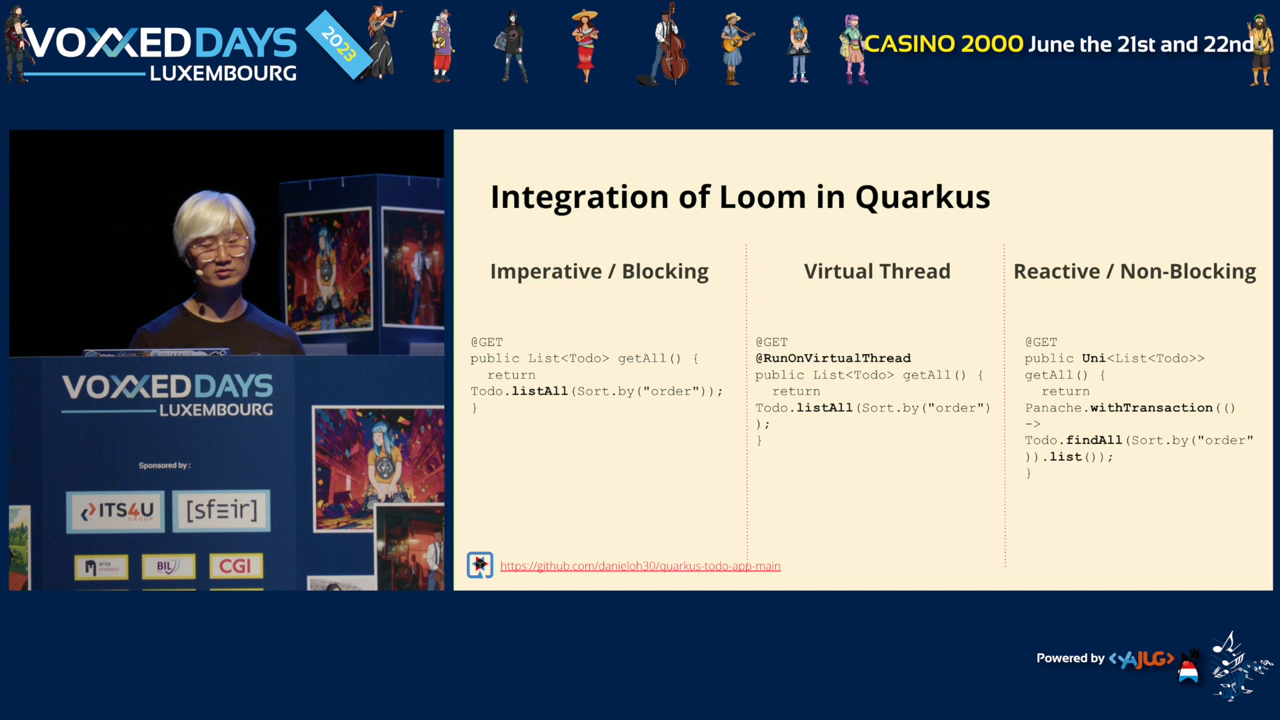 VOXXED DAYS
LUXEMBOURG
2023
CASINO 2000 June the 21st and 22nd
Integration of Loom in Quarkus
Imperative / Blocking
@GET
public List<Todo> getAll() {
return
Todo.listAll(Sort.by("order"));
}
Virtual Thread
@GET
@RunOnVirtualThread
public List<Todo> getAll() {
return
Todo.listAll(Sort.by("order")
);
}
Reactive / Non-Blocking
@GET
public Uni<List<Todo>>
getAll() {
return
Panache.withTransaction(()
->
Todo.findAll(Sort.by("order"
)).list());
}
https://github.com/danieloh30/quarkus-todo-app-main
VOXXED DAYS
LUXEMBOURG
Sponsored by :
ITS4U
GROUP
[sfeir]
BIL
CGI
Powered by <YAJUG>